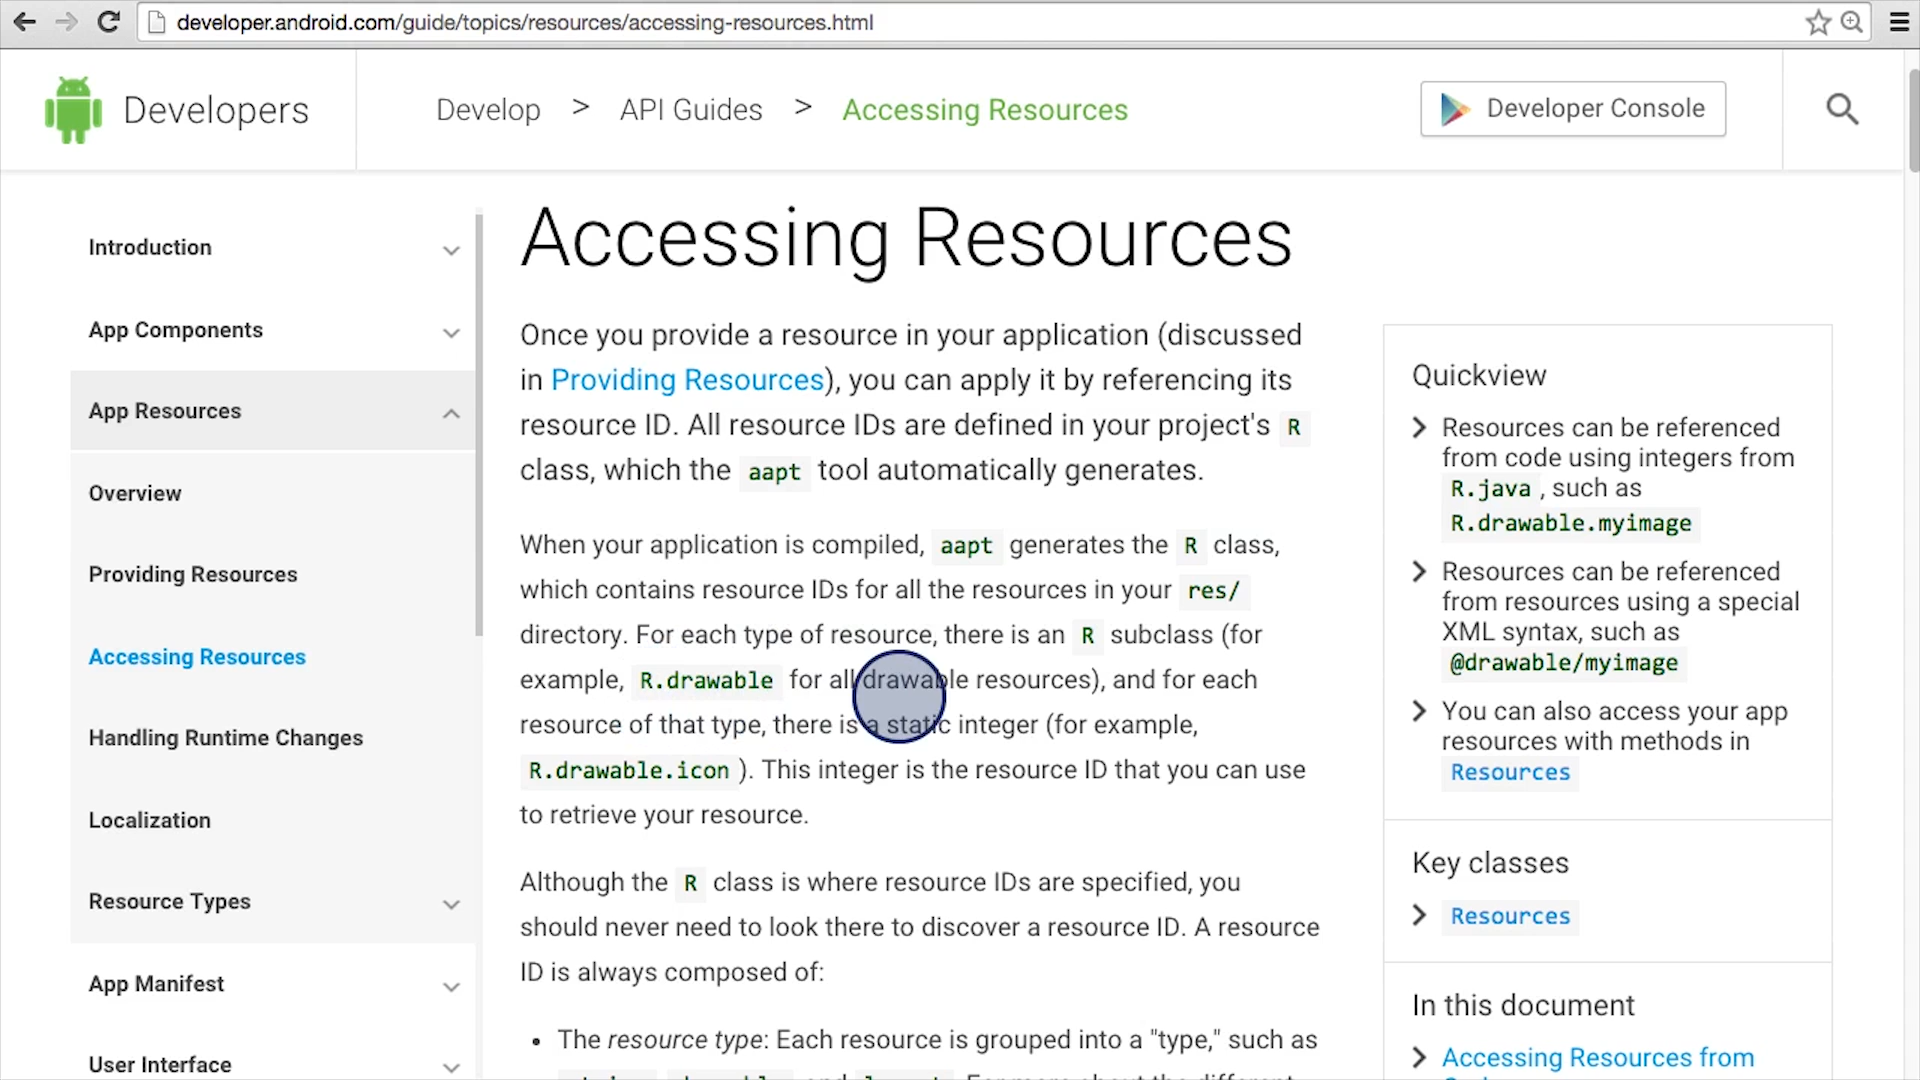 developer.android.com/guide/topics/resources/accessing-resources.html
Developers
Develop > API Guides > Accessing Resources
Developer Console
Introduction
App Components
App Resources
Overview
Providing Resources
Accessing Resources
Handling Runtime Changes
Localization
Resource Types
App Manifest
User Interface
Accessing Resources
Once you provide a resource in your application (discussed
in Providing Resources), you can apply it by referencing its
resource ID. All resource IDs are defined in your project's R
class, which the aapt tool automatically generates.
When your application is compiled, aapt generates the R class,
which contains resource IDs for all the resources in your res/
directory. For each type of resource, there is an R subclass (for
example, R.drawable for all drawable resources), and for each
resource of that type, there is a static integer (for example,
R.drawable.icon ). This integer is the resource ID that you can use
to retrieve your resource.
Although the R class is where resource IDs are specified, you
should never need to look there to discover a resource ID. A resource
ID is always composed of:
• The resource type: Each resource is grouped into a "type," such as
Quickview
Resources can be referenced
from code using integers from
R.java , such as
R.drawable.myimage
Resources can be referenced
from resources using a special
XML syntax, such as
@drawable/myimage
You can also access your app
resources with methods in
Resources
Key classes
Resources
In this document
Accessing Resources from